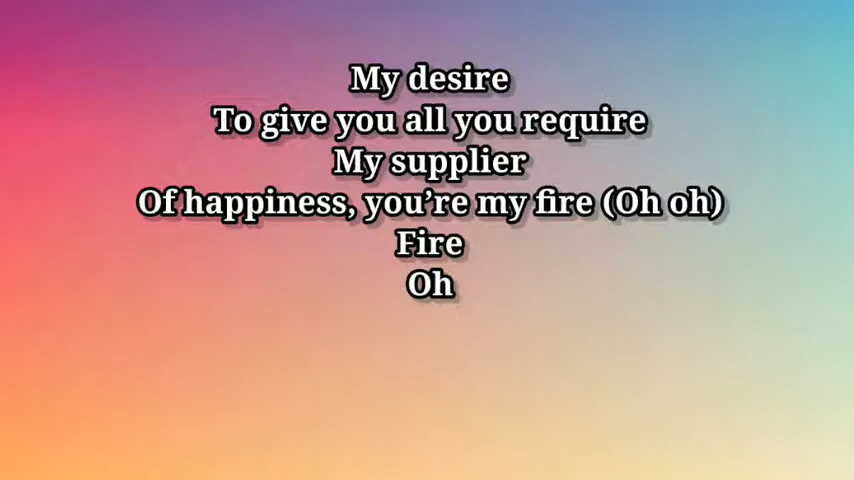 My desire
To give you all you require
My supplier
Of happiness, you’re my fire (Oh oh)
Fire
Oh